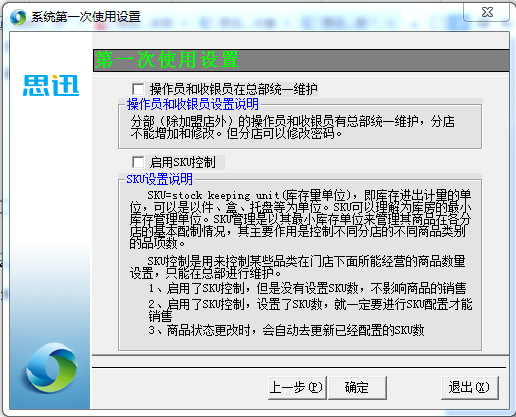 系统第一次使用设置
第一次使用设置
思迅
操作员和收银员在总部统一维护
操作员和收银员设置说明
分部（除加盟店外）的操作员和收银员有总部统一维护，分店
不能增加和修改。但分店可以修改密码。
启用SKU控制
SKU设置说明
SKU=stock keeping unit(库存量单位)，即库存进出计量的单
位，可以是以件、盒、托盘等为单位。SKU可以理解为库房的最小
库存管理单位。SKU管理是以其最小库存单位来管理其商品在各分
店的基本配制情况，其主要作用是控制不同分店的不同商品类别
的品项数。
SKU控制是用来控制某些品类在门店下面所能经营的商品数量
设置，只能在总部进行维护。
1、启用了SKU控制，但是没有设置SKU数，不影响商品的销售
2、启用了SKU控制，设置了SKU数，就一定要进行SKU配置才能
销售
3、商品状态更改时，会自动去更新已经配置的SKU数
上一步(P)
确定
退出(X)